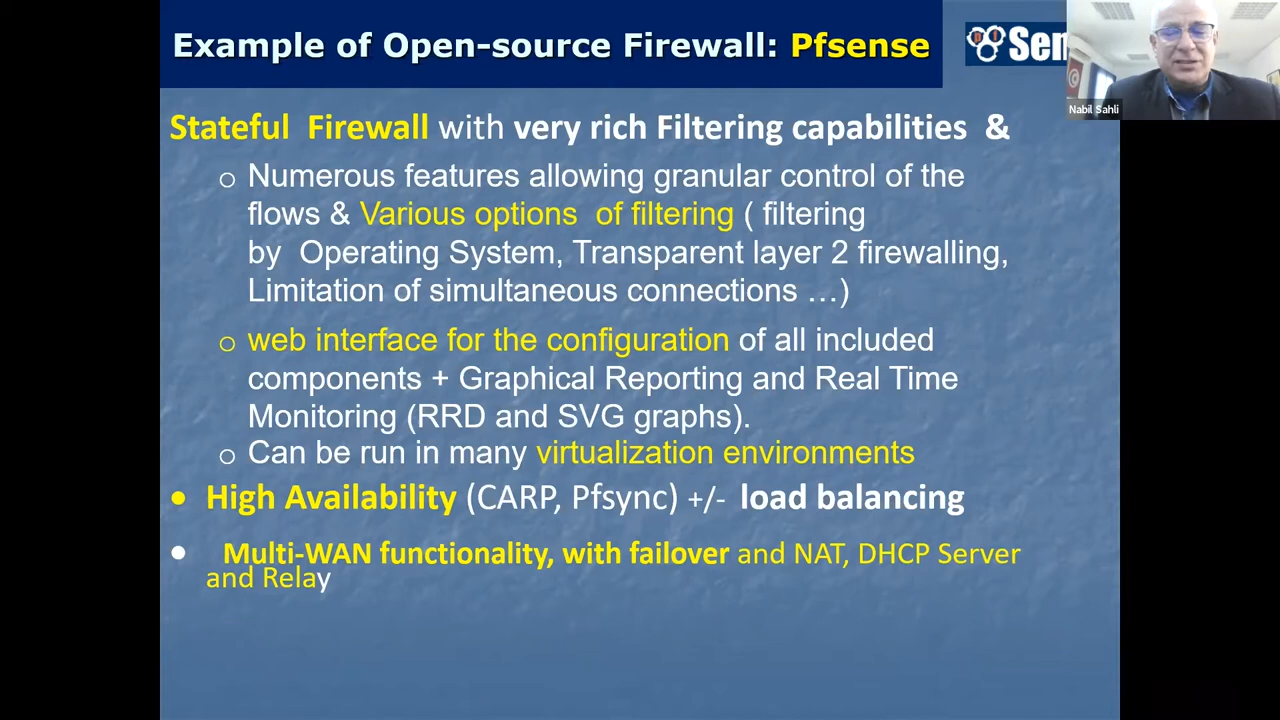 Example of Open-source Firewall: Pfsense
Sen
Nabil Sahli
Stateful Firewall with very rich Filtering capabilities &
o Numerous features allowing granular control of the
flows & Various options of filtering ( filtering
by Operating System, Transparent layer 2 firewalling,
Limitation of simultaneous connections …)
o web interface for the configuration of all included
components + Graphical Reporting and Real Time
Monitoring (RRD and SVG graphs).
o Can be run in many virtualization environments
• High Availability (CARP, Pfsync) +/- load balancing
• Multi-WAN functionality, with failover and NAT, DHCP Server
and Relay